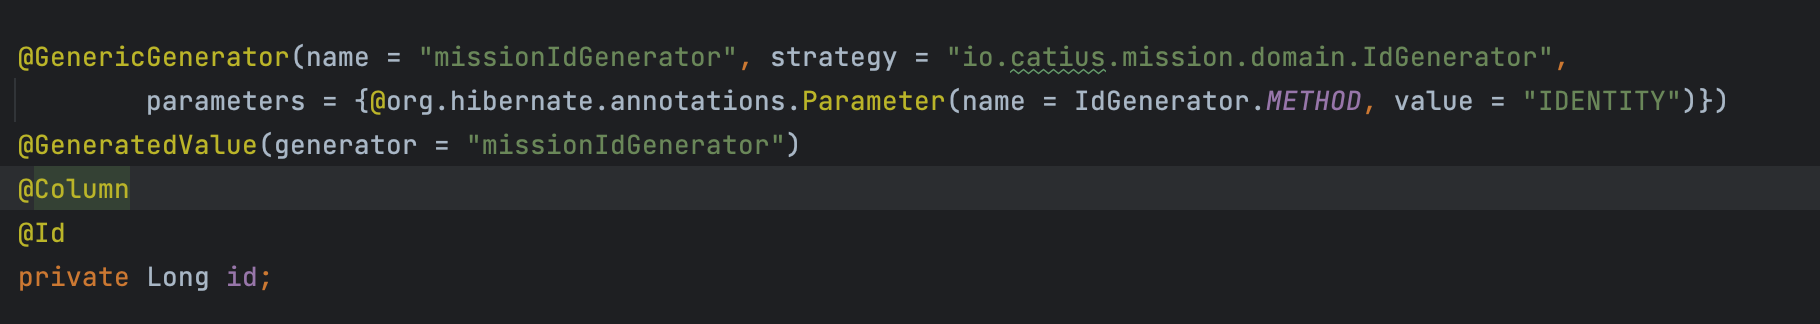 @GenericGenerator(name = "missionIdGenerator", strategy = "io.catius.mission.domain.IdGenerator",
parameters = {@org.hibernate.annotations.Parameter(name = IdGenerator.METHOD, value = "IDENTITY")})
@GeneratedValue(generator = "missionIdGenerator")
@Column
@Id
private Long id;